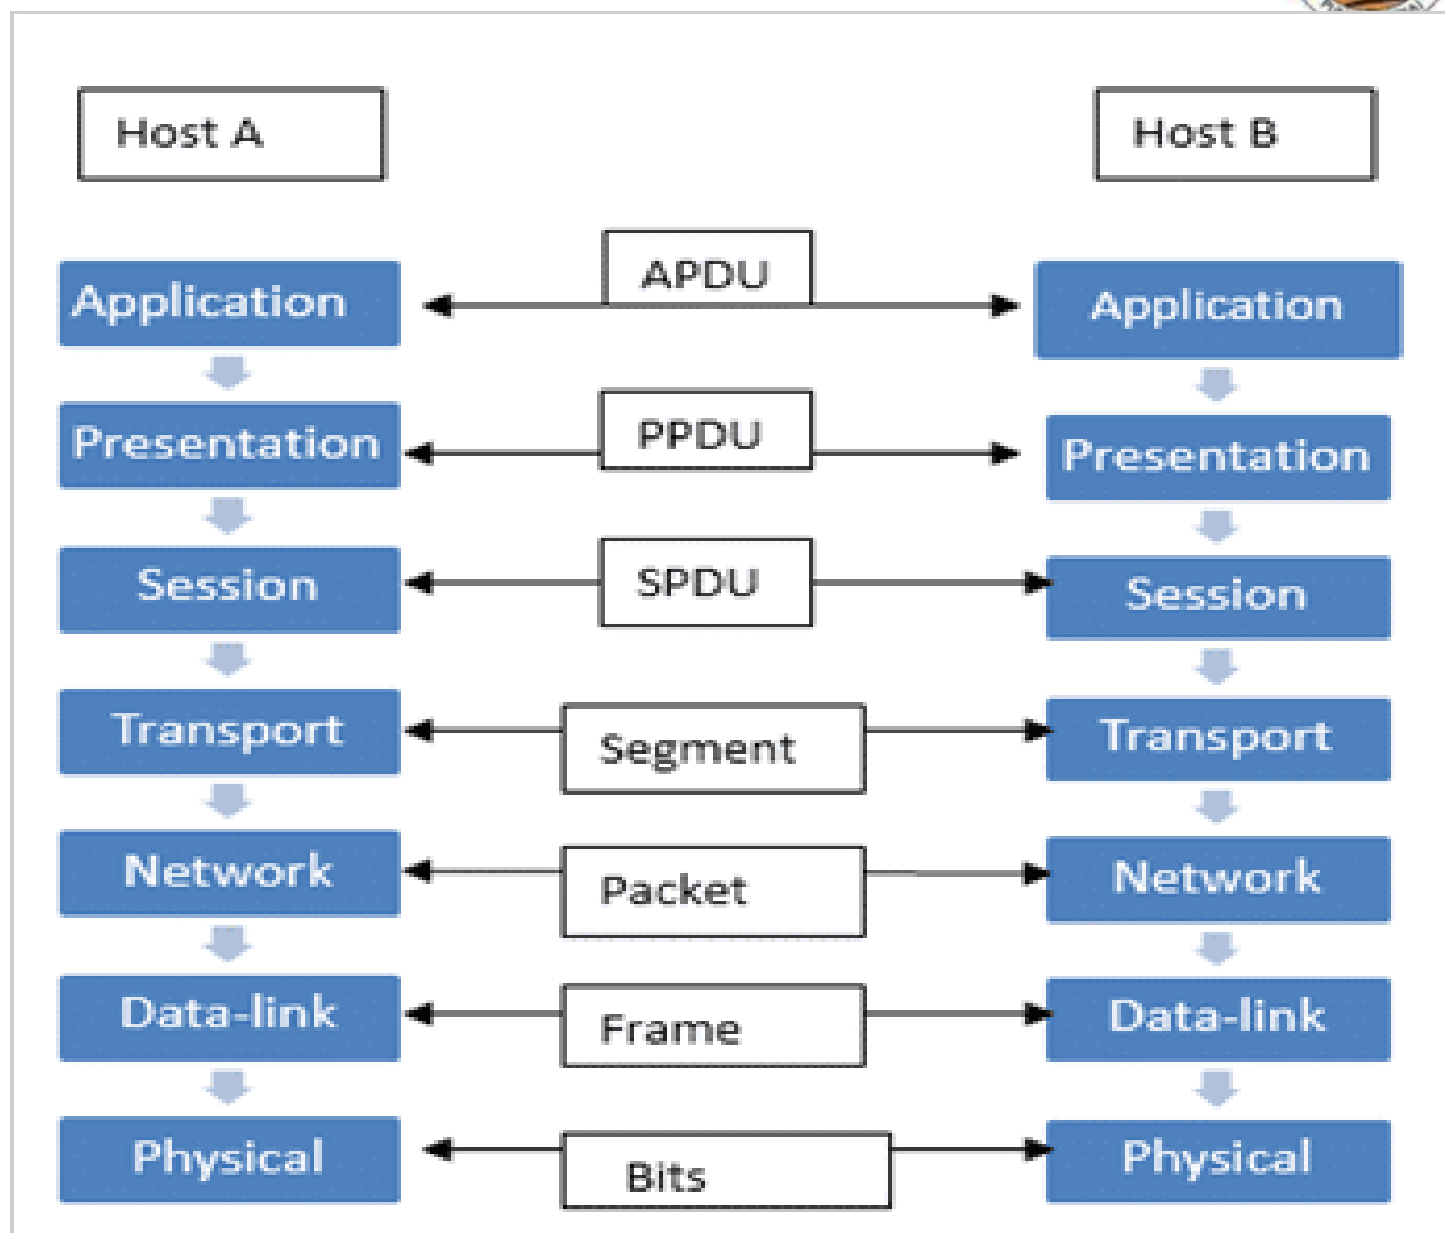 Host A
Host B
APDU
Application
Application
PPDU
Presentation
Presentation
SPDU
Session
Session
Segment
Transport
Transport
Packet
Network
Network
Frame
Data-link
Data-link
Bits
Physical
Physical